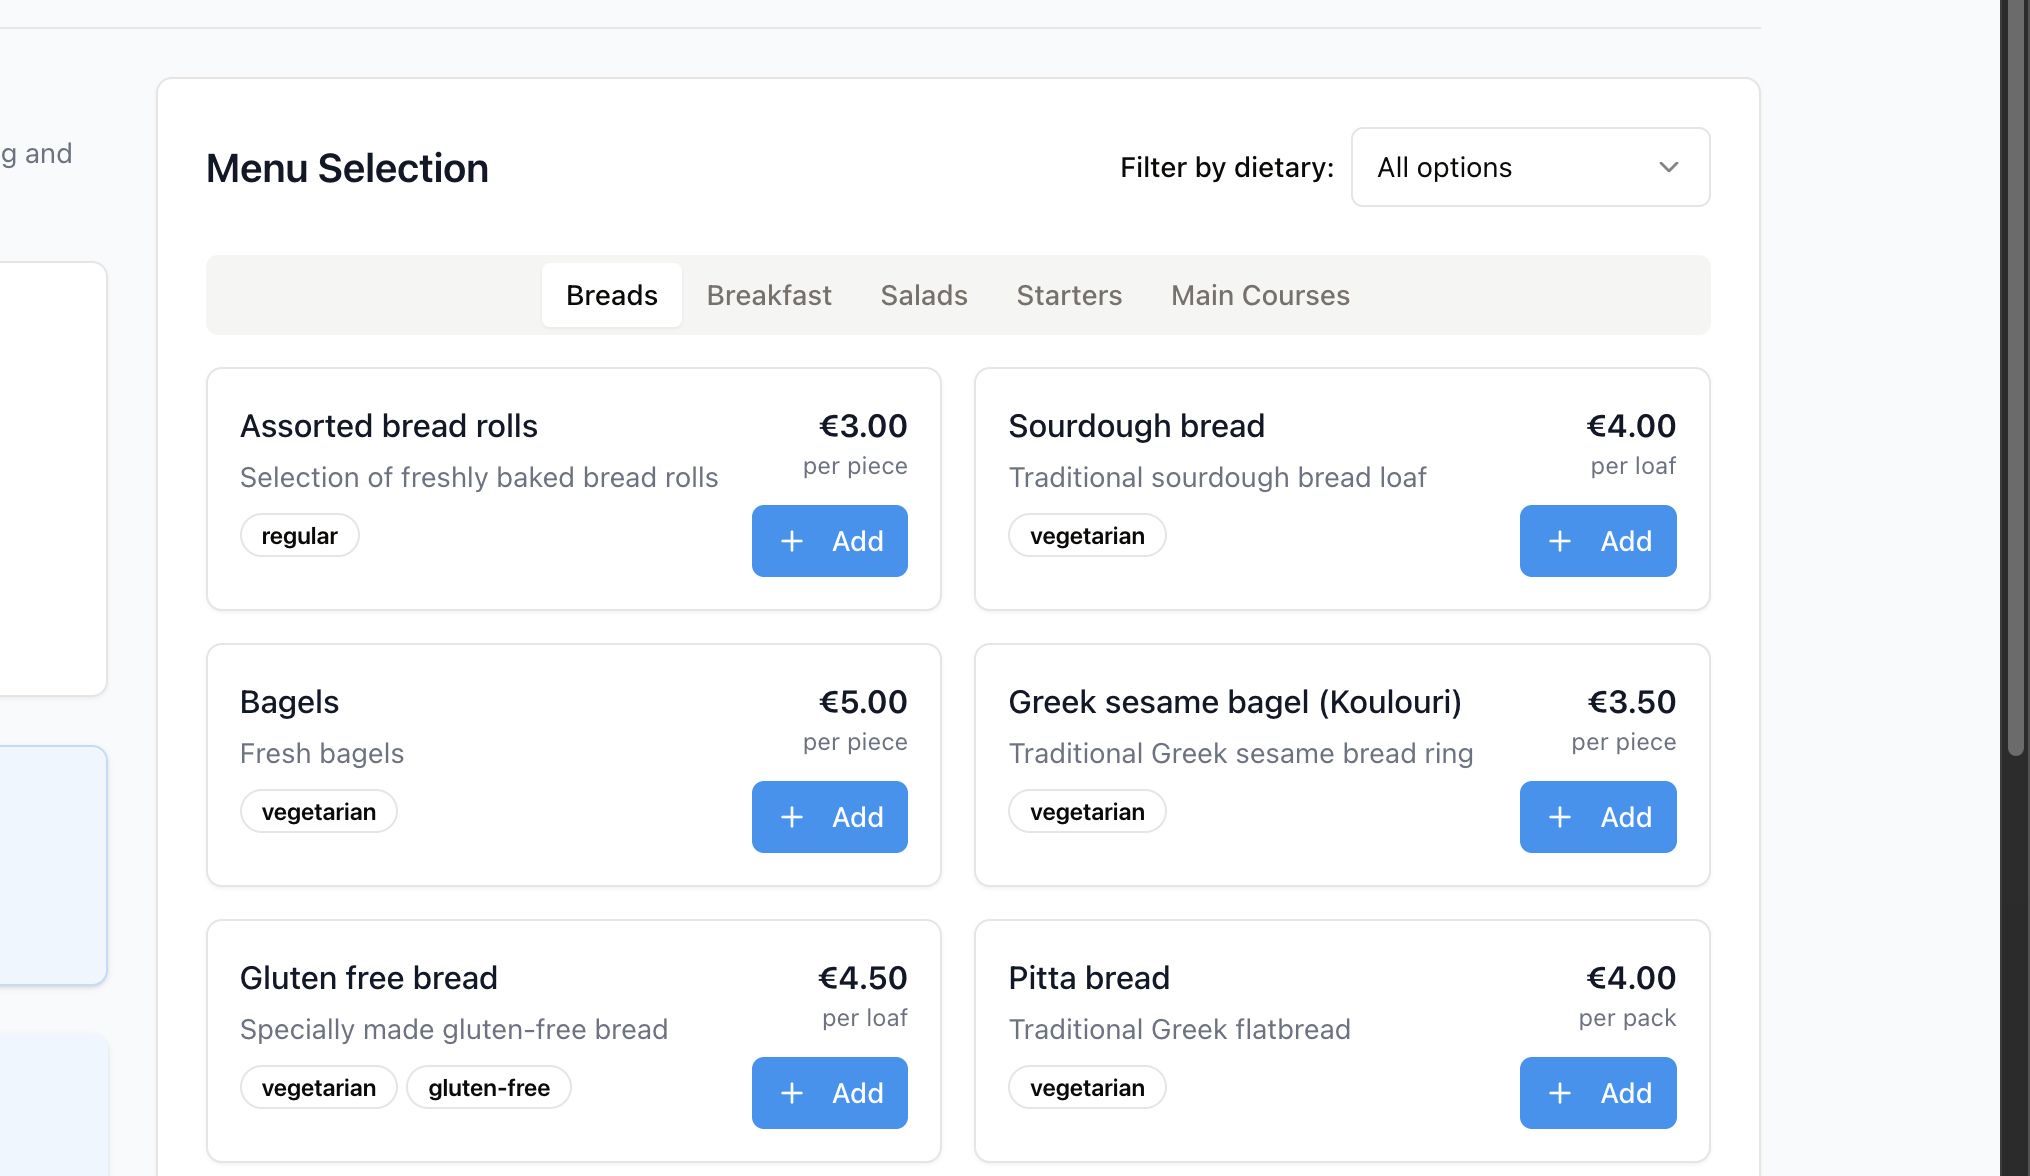 g and
Menu Selection
Filter by dietary:
All options
Breads
Breakfast
Salads
Starters
Main Courses
Assorted bread rolls
€3.00
per piece
Selection of freshly baked bread rolls
regular
+ Add
Sourdough bread
€4.00
per loaf
Traditional sourdough bread loaf
vegetarian
+ Add
Bagels
€5.00
per piece
Fresh bagels
vegetarian
+ Add
Greek sesame bagel (Koulouri)
€3.50
per piece
Traditional Greek sesame bread ring
vegetarian
+ Add
Gluten free bread
€4.50
per loaf
Specially made gluten-free bread
vegetarian
gluten-free
+ Add
Pitta bread
€4.00
per pack
Traditional Greek flatbread
vegetarian
+ Add